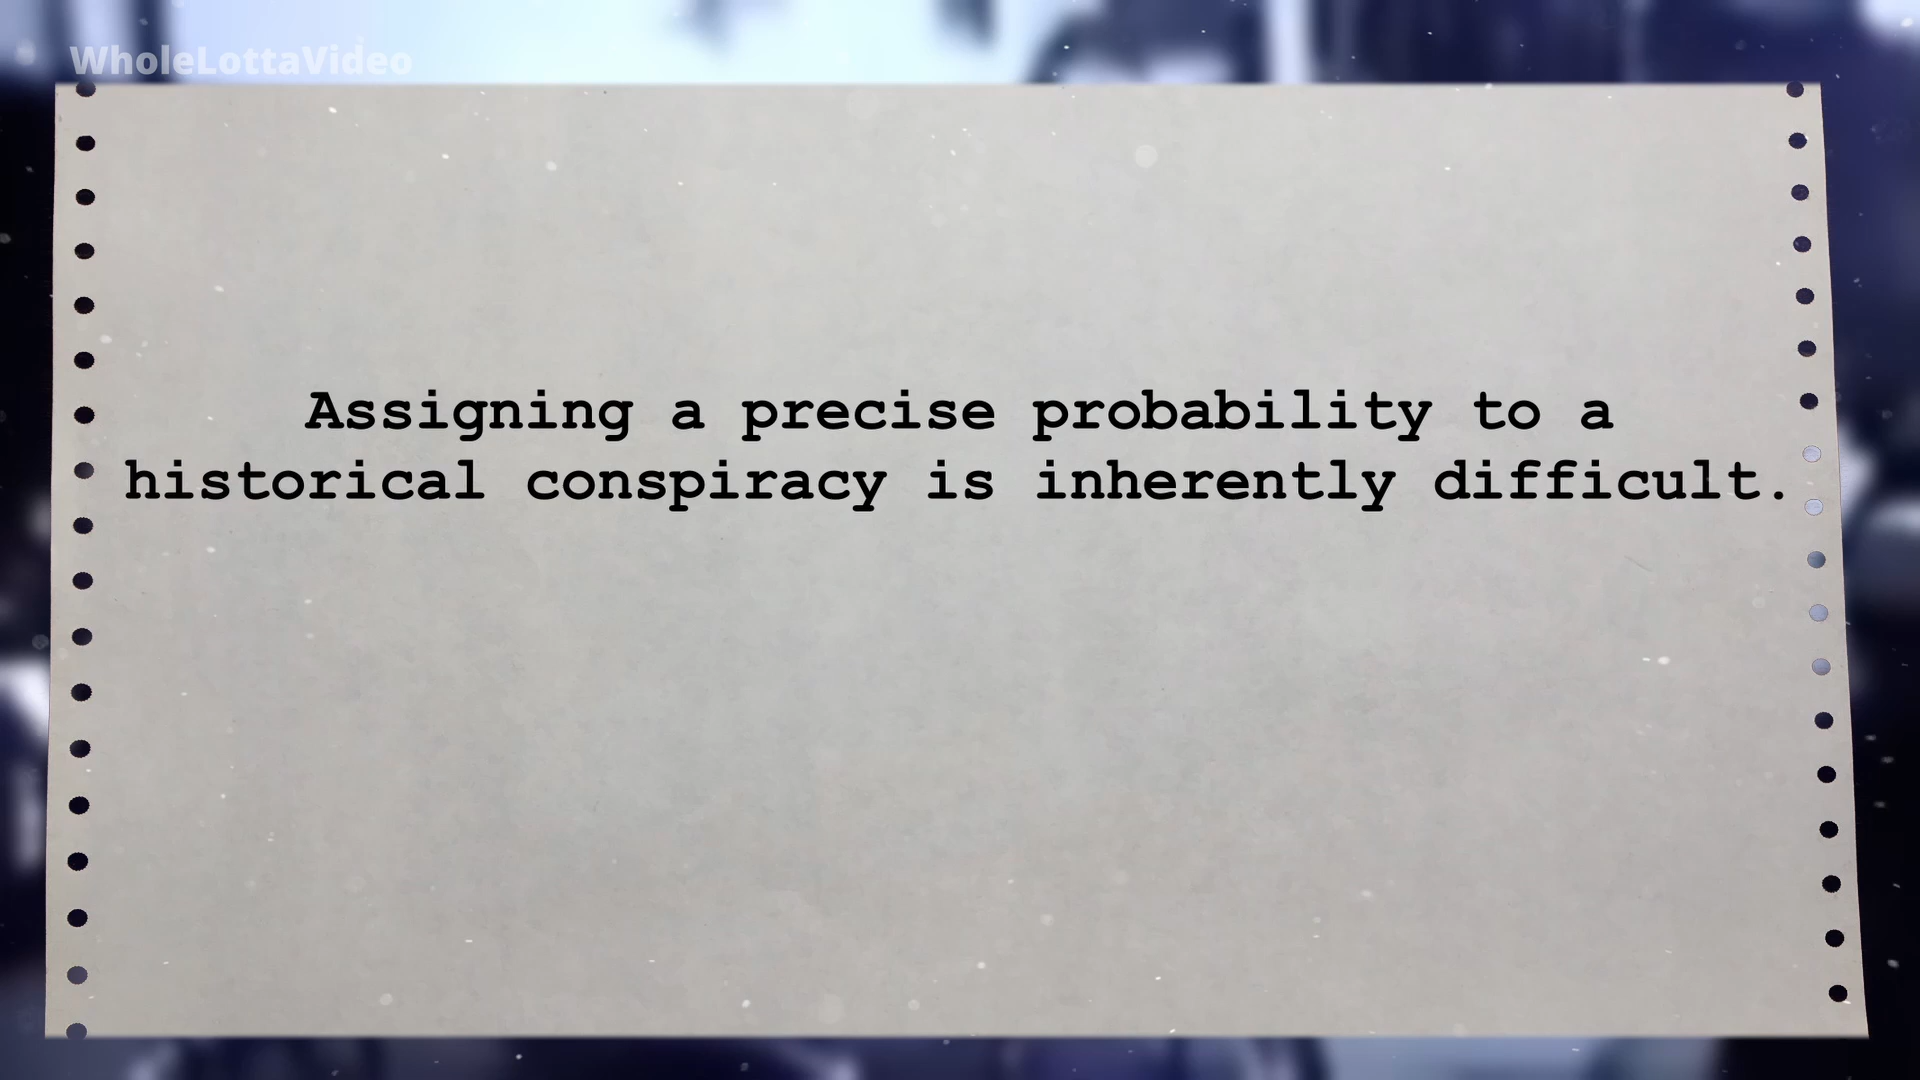 WholeLottaVideo
Assigning a precise probability to a
historical conspiracy is inherently difficult.